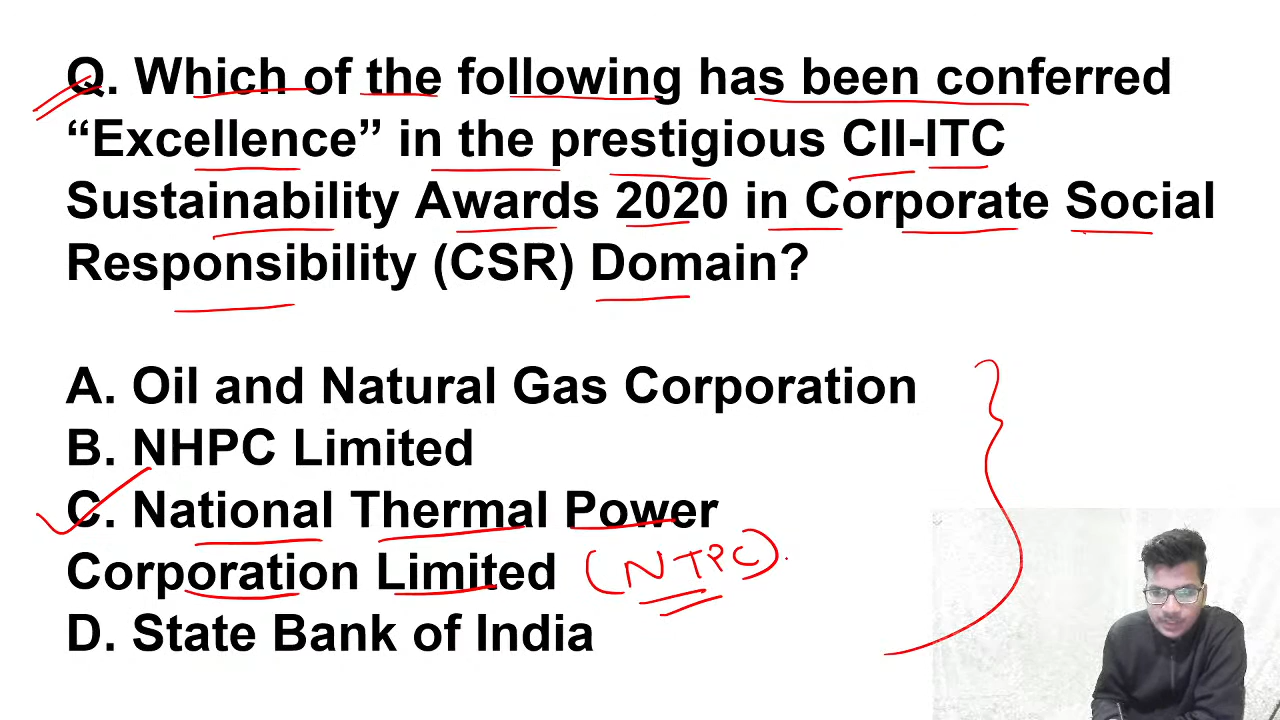 Q. Which of the following has been conferred
“Excellence” in the prestigious CII-ITC
Sustainability Awards 2020 in Corporate Social
Responsibility (CSR) Domain?
A. Oil and Natural Gas Corporation
B. NHPC Limited
C. National Thermal Power
Corporation Limited (NTPC).
D. State Bank of India